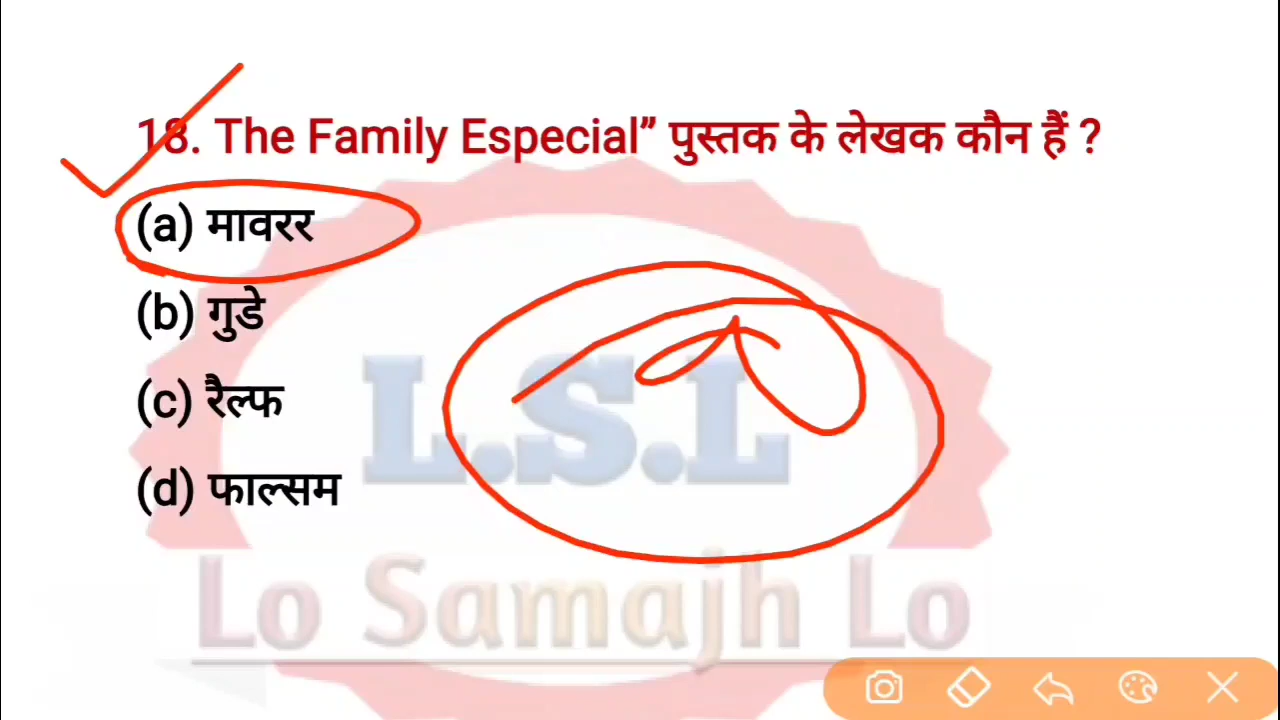 18. The Family Especial” पुस्तक के लेखक कौन हैं ?
(a) मावरर
(b) गुडे
(c) रैल्फ
(d) फाल्सम
L.S.L
Lo Samajh Lo